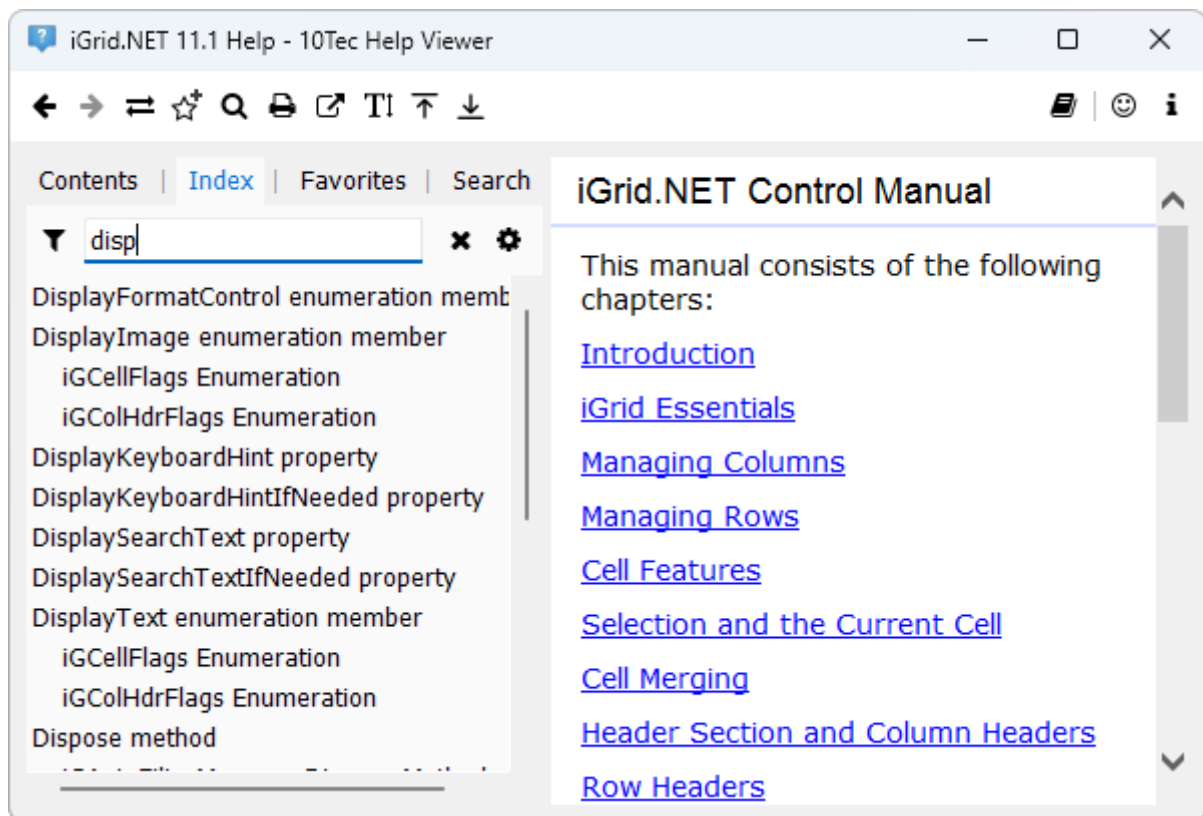 iGrid.NET 11.1 Help - 10Tec Help Viewer
Contents | Index | Favorites | Search
disp
DisplayFormatControl enumeration memb
DisplayImage enumeration member
iGCellFlags Enumeration
iGColHdrFlags Enumeration
DisplayKeyboardHint property
DisplayKeyboardHintIfNeeded property
DisplaySearchText property
DisplaySearchTextIfNeeded property
DisplayText enumeration member
iGCellFlags Enumeration
iGColHdrFlags Enumeration
Dispose method
iGrid.NET Control Manual
This manual consists of the following
chapters:
Introduction
iGrid Essentials
Managing Columns
Managing Rows
Cell Features
Selection and the Current Cell
Cell Merging
Header Section and Column Headers
Row Headers